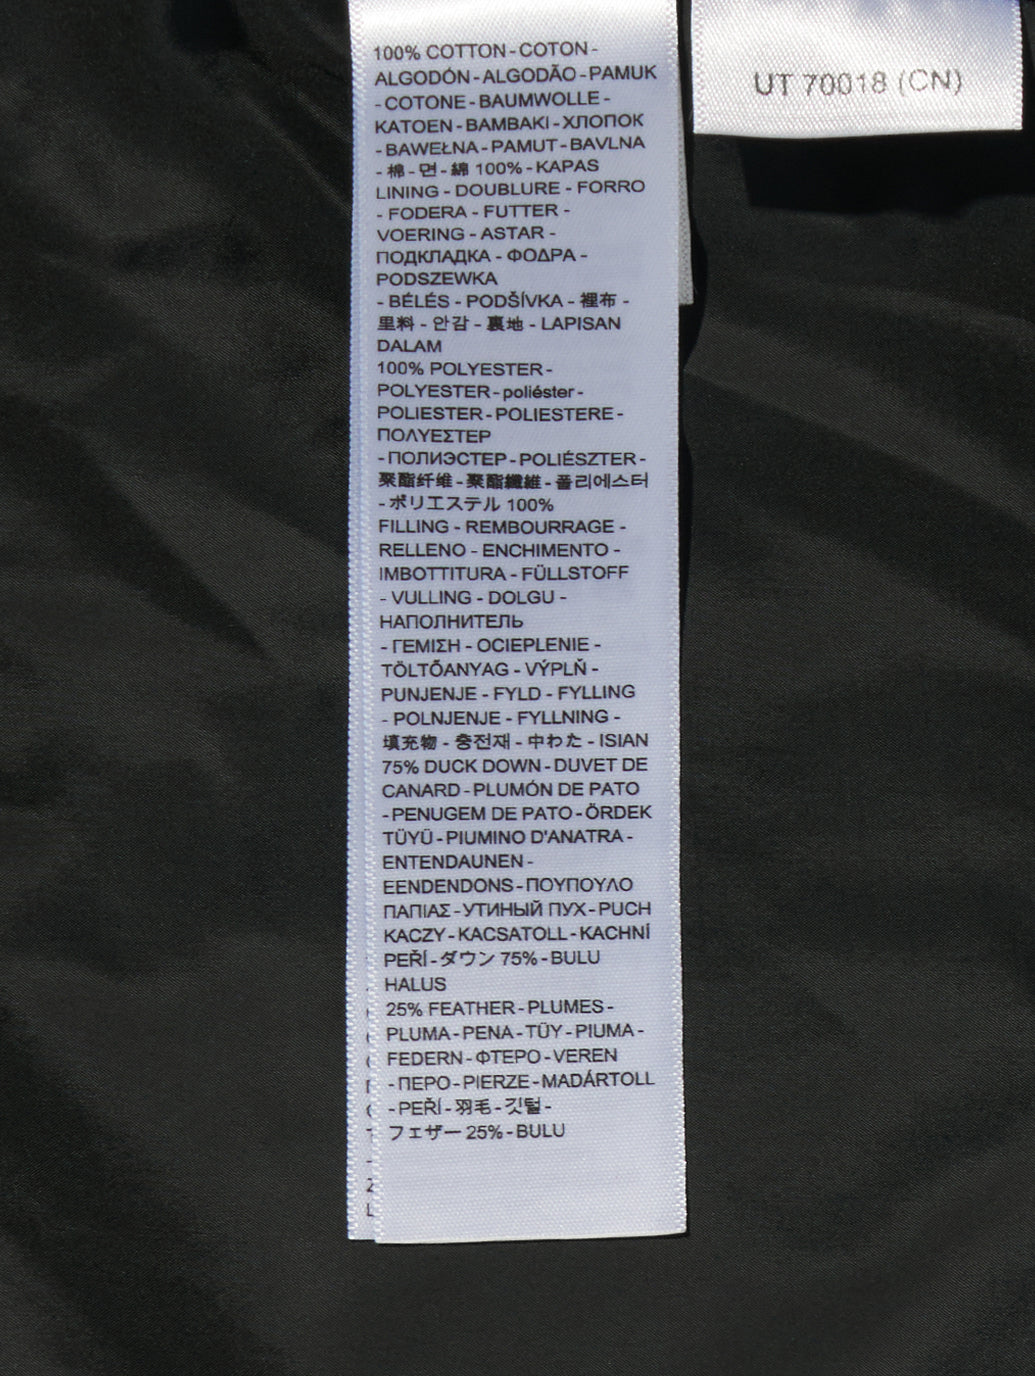 100% COTTON - COTON -
ALGODÓN - ALGODÃO - PAMUK
- COTONE - BAUMWOLLE -
KATOEN - BAMBAKI - ХЛОПОК
- BAWEŁNA - PAMUT - BAVLNA
- 棉 - 면 - 綿 100% - KAPAS
LINING - DOUBLURE - FORRO
- FODERA - FUTTER -
VOERING - ASTAR -
ПОДКЛАДКА - ΦΟΔΡΑ -
PODSZEWKA
- BÉLÉS - PODŠÍVKA - 裡布 -
里料 - 안감 - 裏地 - LAPISAN
DALAM
100% POLYESTER -
POLYESTER - poliéster -
POLIESTER - POLIESTERE -
ΠΟΛΥΕΣΤΕΡ
- ПОЛИЭСТЕР - POLIÉSZTER -
聚酯纤维 - 聚酯纖維 - 폴리에스터
- ポリエステル 100%
FILLING - REMBOURRAGE -
RELLENO - ENCHIMENTO -
IMBOTTITURA - FÜLLSTOFF
- VULLING - DOLGU -
НАПОЛНИТЕЛЬ
- ΓΕΜΙΣΗ - OCIEPLENIE -
TÖLTŐANYAG - VÝPLŇ -
PUNJENJE - FYLD - FYLLING
- POLNJENJE - FYLLNING -
填充物 - 충전재 - 中わた - ISIAN
75% DUCK DOWN - DUVET DE
CANARD - PLUMÓN DE PATO
- PENUGEM DE PATO - ÖRDEK
TÜYÜ - PIUMINO D'ANATRA -
ENTENDAUNEN -
EENDENDONS - ΠΟΥΠΟΥΛΟ
ΠΑΠΙΑΣ - УТИНЫЙ ПУХ - PUCH
KACZY - KACSATOLL - KACHNÍ
PEŘÍ - ダウン 75% - BULU
HALUS
25% FEATHER - PLUMES -
PLUMA - PENA - TÜY - PIUMA -
FEDERN - ΦΤΕΡΟ - VEREN
- ПЕРО - PIERZE - MADÁRTOLL
- PEŘÍ - 羽毛 - 깃털 -
フェザー 25% - BULU
UT 70018 (CN)